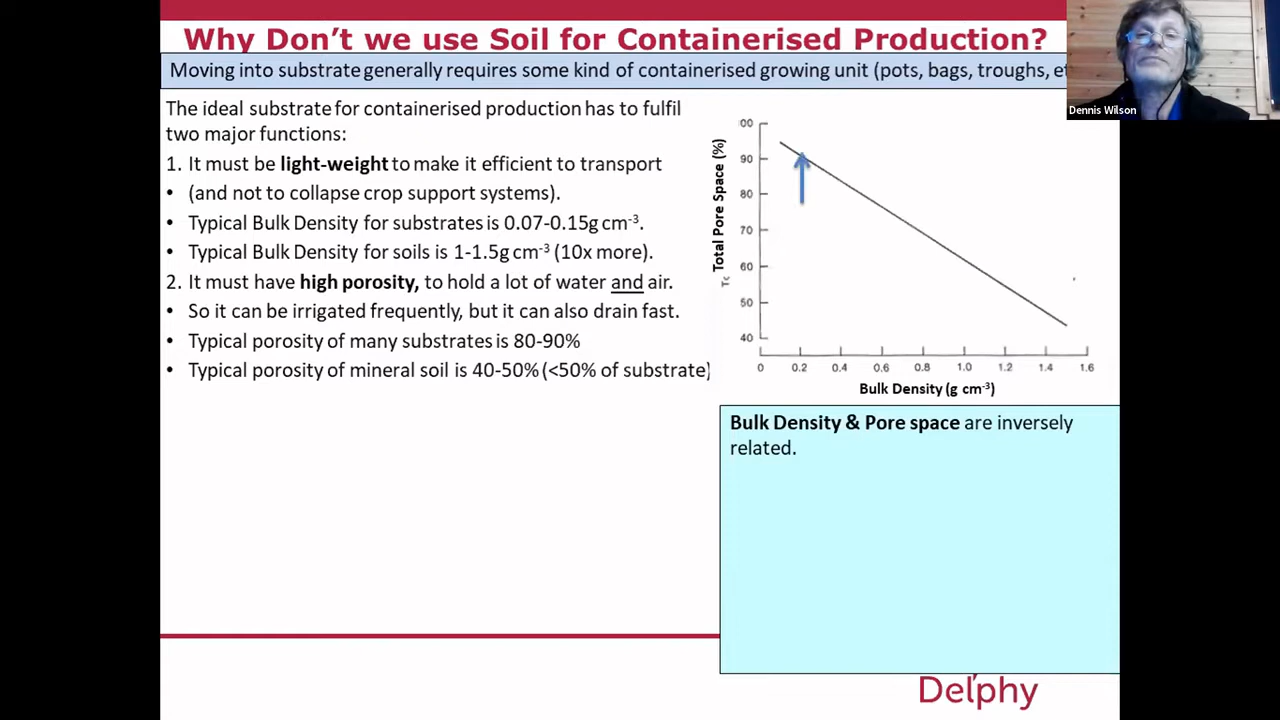 Why Don't we use Soil for Containerised Production?
Moving into substrate generally requires some kind of containerised growing unit (pots, bags, troughs, et
Dennis Wilson
The ideal substrate for containerised production has to fulfil
two major functions:
1. It must be light-weight to make it efficient to transport
• (and not to collapse crop support systems).
• Typical Bulk Density for substrates is 0.07-0.15g cm⁻³.
• Typical Bulk Density for soils is 1-1.5g cm⁻³ (10x more).
2. It must have high porosity, to hold a lot of water and air.
• So it can be irrigated frequently, but it can also drain fast.
• Typical porosity of many substrates is 80-90%
• Typical porosity of mineral soil is 40-50% (<50% of substrate)
Total Pore Space (%)
00
90
80
70
60
50
40
0 0.2 0.4 0.6 0.8 1.0 1.2 1.4 1.6
Bulk Density (g cm⁻³)
Bulk Density & Pore space are inversely
related.
Delphy